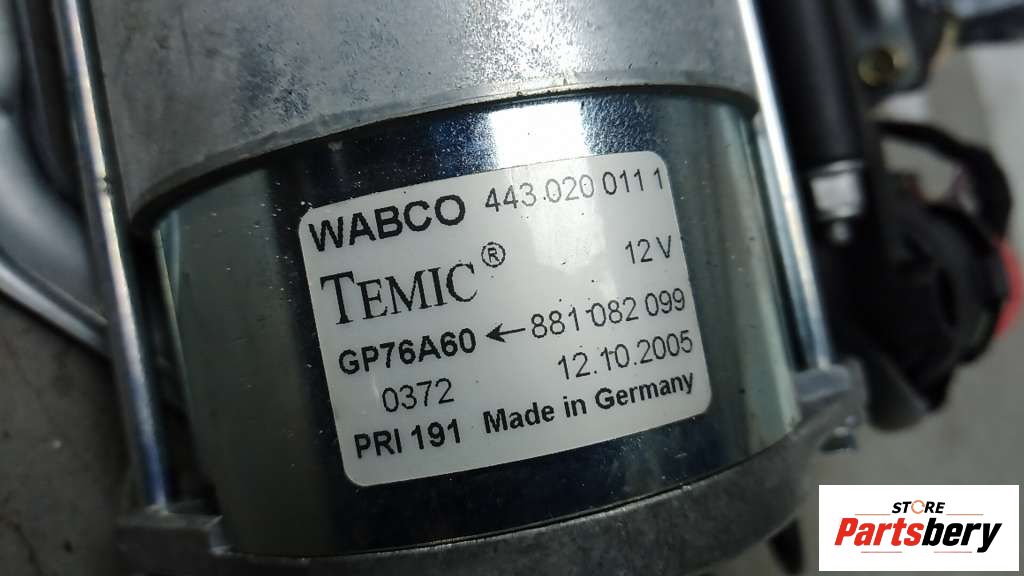 WABCO 443 020 011 1
TEMIC® 12 V
GP76A60 ← 881 082 099
0372 12.10.2005
PRI 191 Made in Germany
STORE
Partsbery